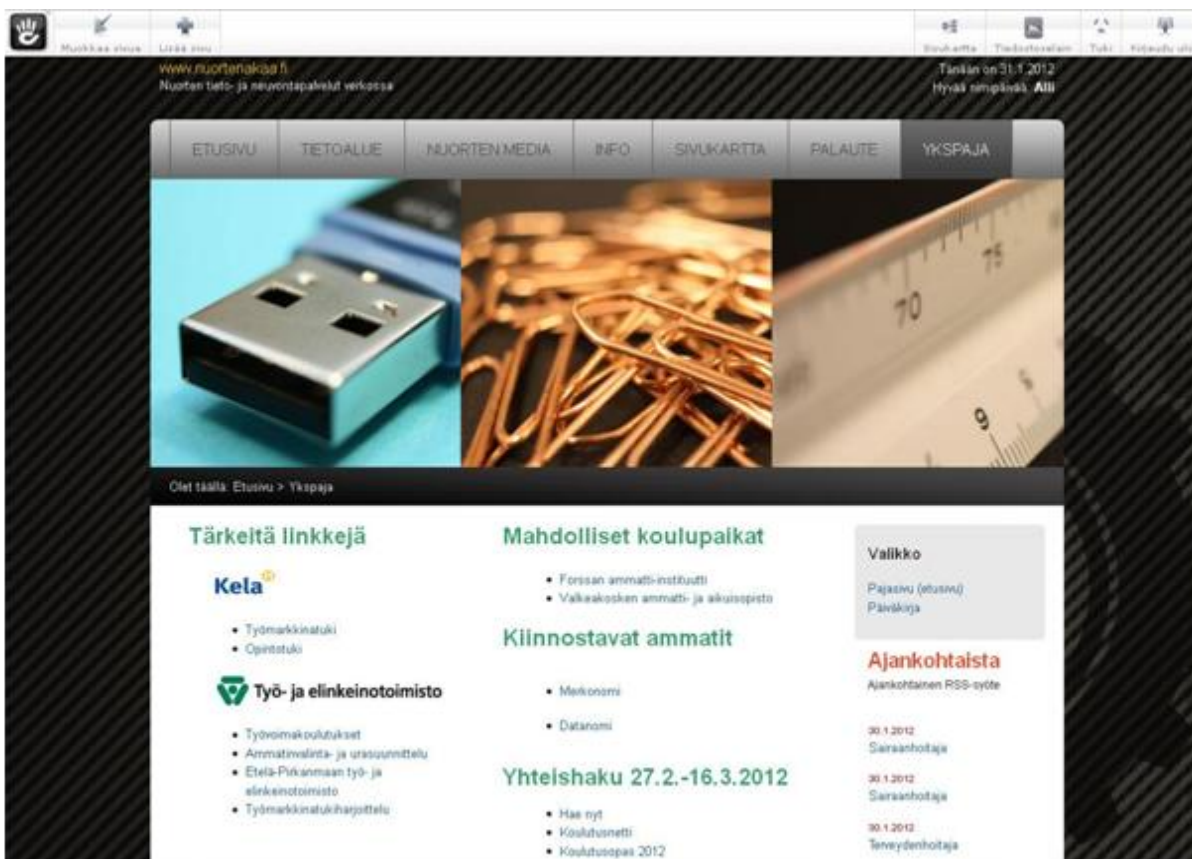 Muokkaa sivua
Lisää sivu
Sivukartta
Tiedostoselain
Tuki
Kirjaudu ulo
www.nuortenakaa.fi
Nuorten tieto- ja neuvontapalvelut verkossa
Tänään on 31.1.2012
Hyvää nimipäivää: Alli
ETUSIVU
TIETOALUE
NUORTEN MEDIA
INFO
SIVUKARTTA
PALAUTE
YKSPAJA
70
75
9
Olet täällä: Etusivu > Ykspaja
Tärkeitä linkkejä
Kela
Työmarkkinatuki
Opintotuki
Työ- ja elinkeinotoimisto
Työvoimakoulutukset
Ammatinvalinta- ja urasuunnittelu
Etelä-Pirkanmaan työ- ja
elinkeinotoimisto
Työmarkkinatukiharjoittelu
Mahdolliset koulupaikat
Forssan ammatti-instituutti
Valkeakosken ammatti- ja aikuisopisto
Kiinnostavat ammatit
Merkonomi
Datanomi
Yhteishaku 27.2.-16.3.2012
Hae nyt
Koulutusnetti
Koulutusopas 2012
Valikko
Pajasivu (etusivu)
Päiväkirja
Ajankohtaista
Ajankohtainen RSS-syöte
30.1.2012
Sairaanhoitaja
30.1.2012
Sairaanhoitaja
30.1.2012
Terveydenhoitaja